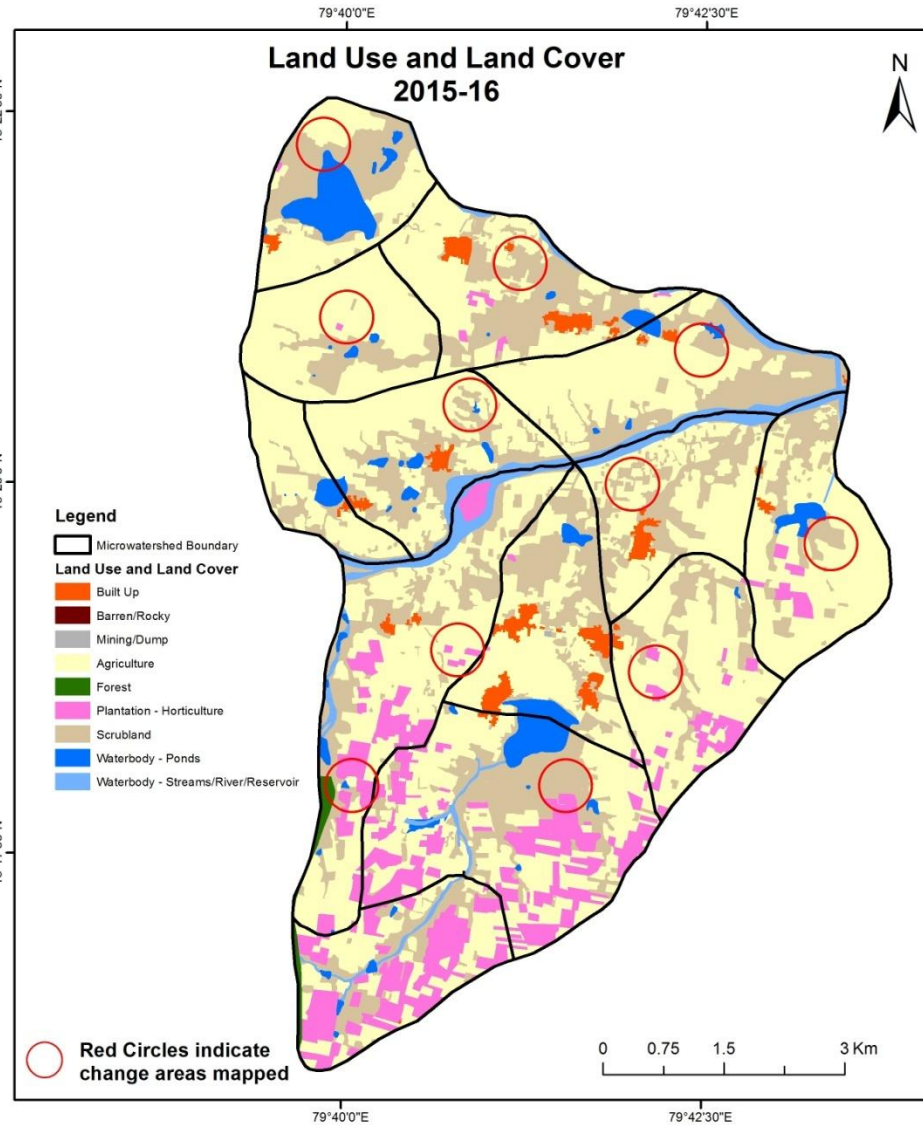 79°40'0"E
79°42'30"E
Land Use and Land Cover
2015-16
N
Legend
Microwatershed Boundary
Land Use and Land Cover
Built Up
Barren/Rocky
Mining/Dump
Agriculture
Forest
Plantation - Horticulture
Scrubland
Waterbody - Ponds
Waterbody - Streams/River/Reservoir
Red Circles indicate
change areas mapped
0 0.75 1.5 3 Km
79°40'0"E
79°42'30"E